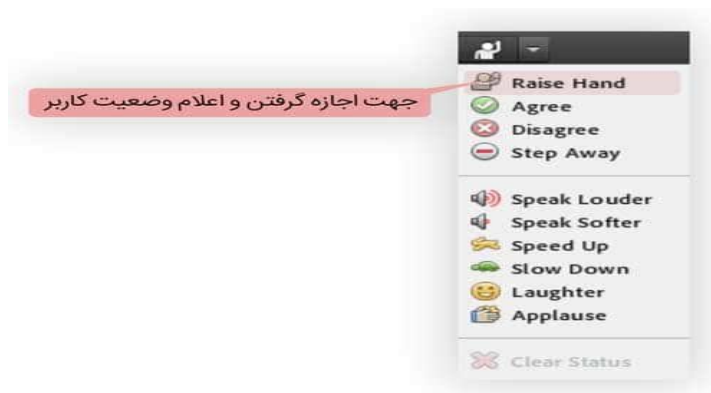 Raise Hand
جهت اجازه گرفتن و اعلام وضعیت کاربر
Agree
Disagree
Step Away
Speak Louder
Speak Softer
Speed Up
Slow Down
Laughter
Applause
Clear Status